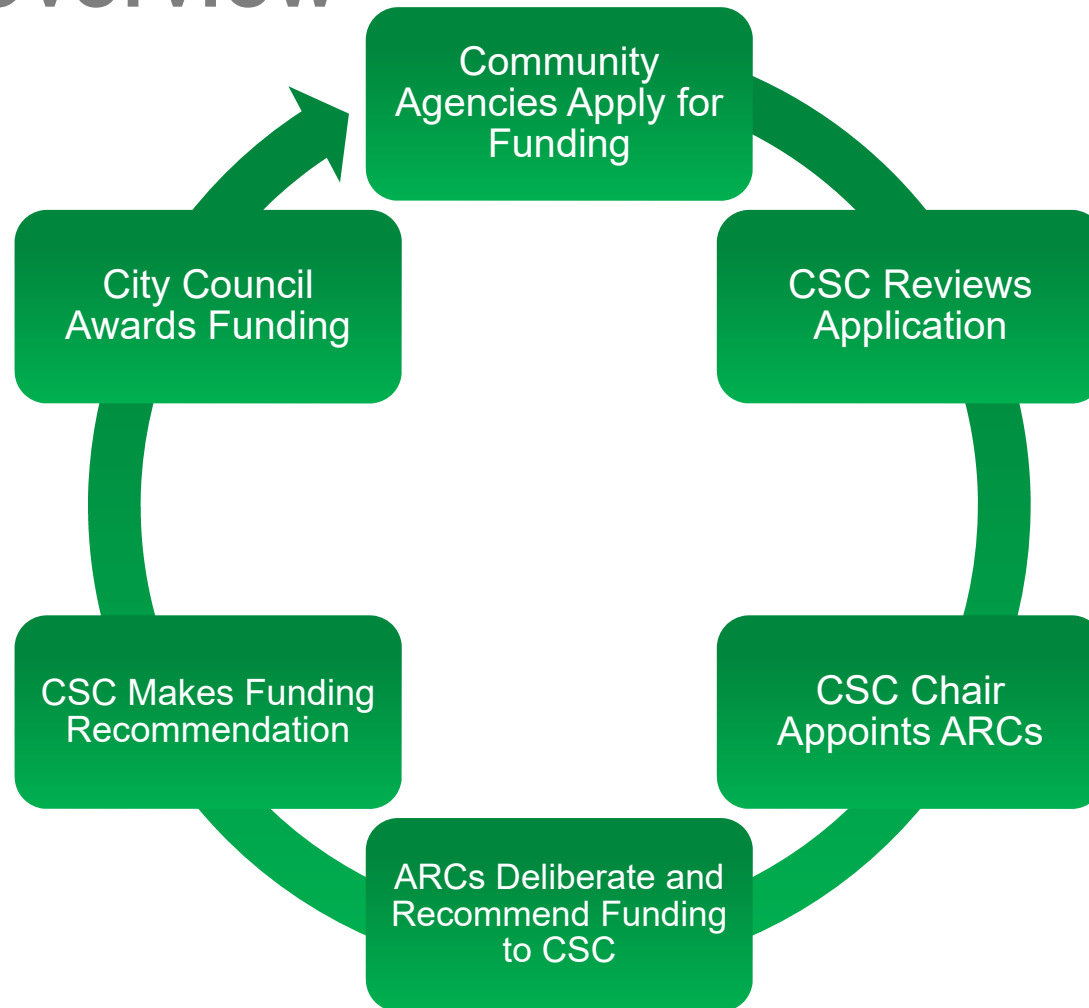 Overview
Community
Agencies Apply for
Funding
CSC Reviews
Application
CSC Chair
Appoints ARCs
ARCs Deliberate and
Recommend Funding
to CSC
CSC Makes Funding
Recommendation
City Council
Awards Funding